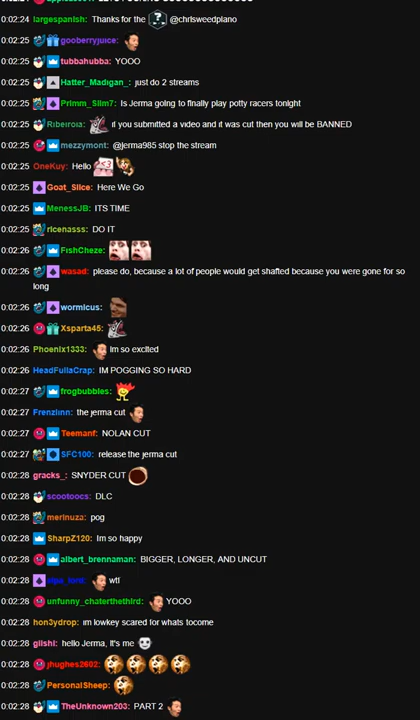 0:02:24 largespanish: Thanks for the @chrisweedplano
0:02:25 gooberryjuice:
0:02:25 tubbahubba: YOOO
0:02:25 Hatter_Madigan_: just do 2 streams
0:02:25 Primm_Slim7: Is Jerma going to finally play potty racers tonight
0:02:25 Ribeiroia: if you submitted a video and it was cut then you will be BANNED
0:02:25 mezzymont: @jerma985 stop the stream
0:02:25 OneKuy: Hello <3
0:02:25 Goat_Slice: Here We Go
0:02:25 MenessJB: ITS TIME
0:02:25 ricenasss: DO IT
0:02:26 FishCheze:
0:02:26 wasad: please do, because a lot of people would get shafted because you were gone for so
long
0:02:26 wormicus:
0:02:26 Xsparta45:
0:02:26 Phoenix1333: Im so excited
0:02:26 HeadFullaCrap: IM POGGING SO HARD
0:02:27 frogbubbles:
0:02:27 Frenzinn: the jerma cut
0:02:27 Teemanf: NOLAN CUT
0:02:27 SFC100: release the jerma cut
0:02:28 gracks_: SNYDER CUT
0:02:28 scootoocs: DLC
0:02:28 merinuza: pog
0:02:28 SharpZ120: Im so happy
0:02:28 albert_brennaman: BIGGER, LONGER, AND UNCUT
0:02:28 wtf
0:02:28 unfunny_chaterthethird: YOOO
0:02:28 hon3ydrop: im lowkey scared for whats tocome
0:02:28 glishi: hello Jerma, It's me
0:02:28 jhughes2602:
0:02:28 PersonalSheep:
0:02:28 TheUnknown203: PART 2